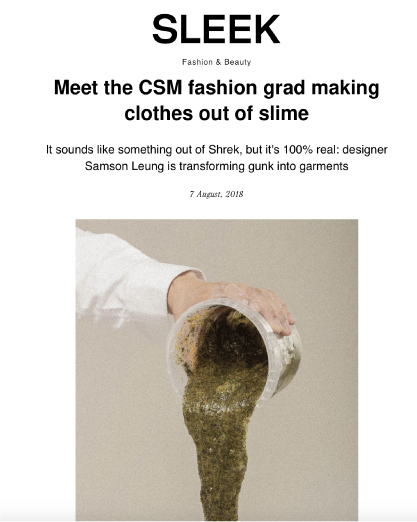 SLEEK
Fashion & Beauty
Meet the CSM fashion grad making
clothes out of slime
It sounds like something out of Shrek, but it's 100% real: designer
Samson Leung is transforming gunk into garments
7 August, 2018